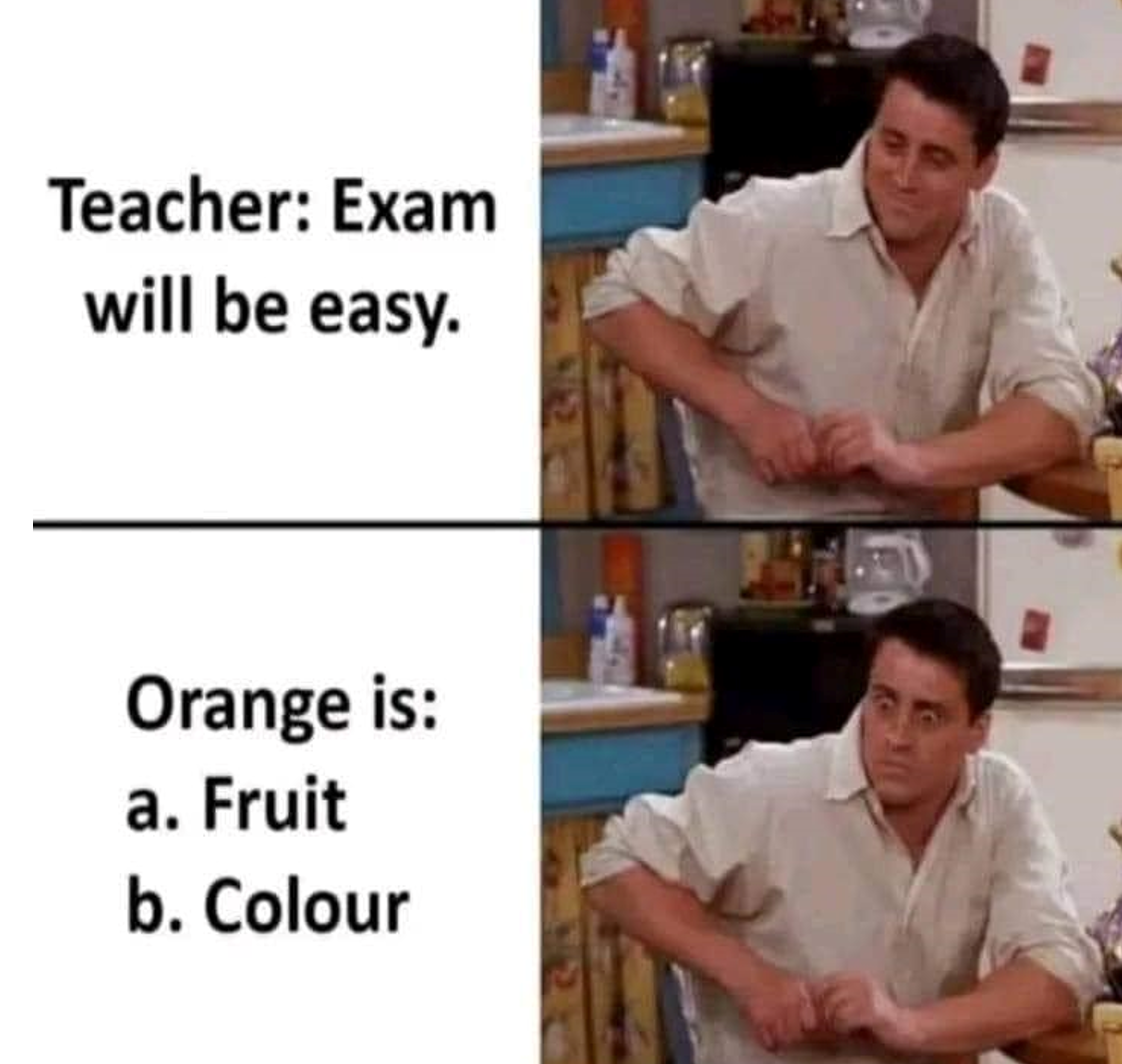 Teacher: Exam
will be easy.
Orange is:
a. Fruit
b. Colour